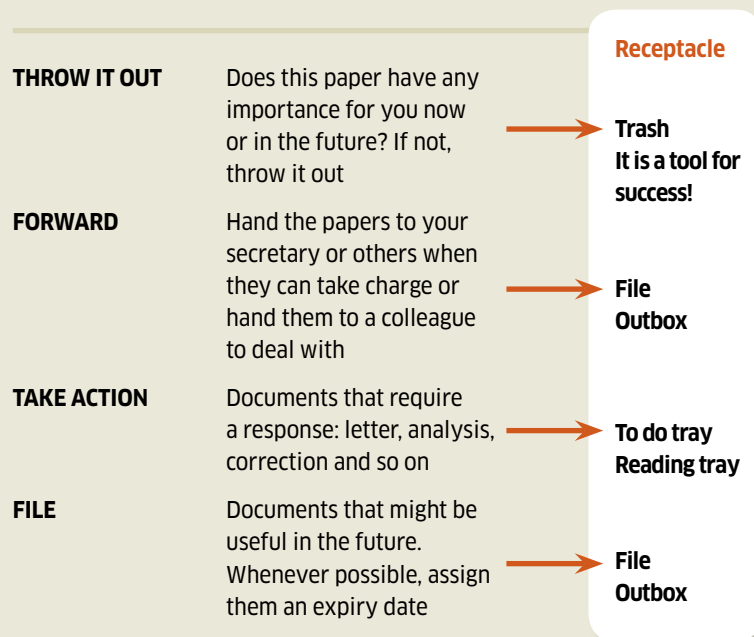 Receptacle
THROW IT OUT
Does this paper have any
importance for you now
or in the future? If not,
throw it out
Trash
It is a tool for
success!
FORWARD
Hand the papers to your
secretary or others when
they can take charge or
hand them to a colleague
to deal with
File
Outbox
TAKE ACTION
Documents that require
a response: letter, analysis,
correction and so on
To do tray
Reading tray
FILE
Documents that might be
useful in the future.
Whenever possible, assign
them an expiry date
File
Outbox